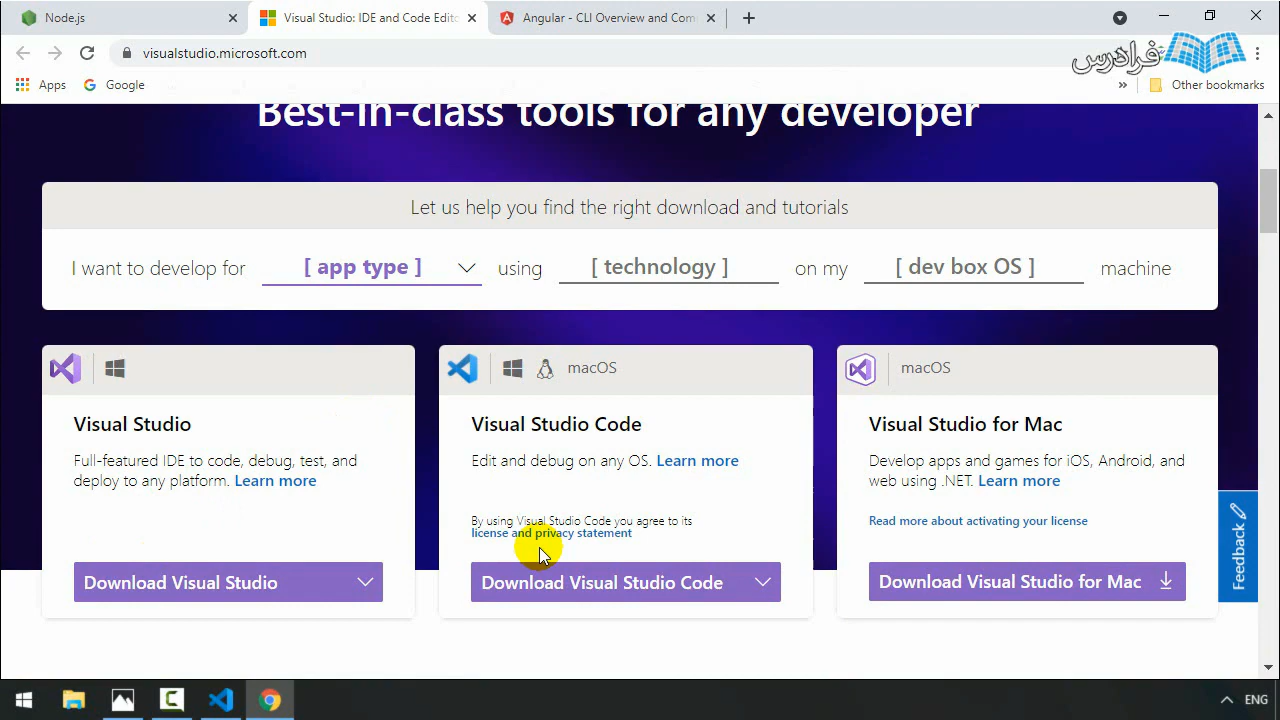 Node.js
Visual Studio: IDE and Code Edito
Angular - CLI Overview and Com
visualstudio.microsoft.com
فرادرس
Apps
Google
»
Other bookmarks
Best-in-class tools for any developer
Let us help you find the right download and tutorials
I want to develop for [ app type ] using [ technology ] on my [ dev box OS ] machine
macOS
macOS
Visual Studio
Full-featured IDE to code, debug, test, and
deploy to any platform. Learn more
Download Visual Studio
Visual Studio Code
Edit and debug on any OS. Learn more
By using Visual Studio Code you agree to its
license and privacy statement
Download Visual Studio Code
Visual Studio for Mac
Develop apps and games for iOS, Android, and
web using .NET. Learn more
Read more about activating your license
Download Visual Studio for Mac
Feedback
ENG